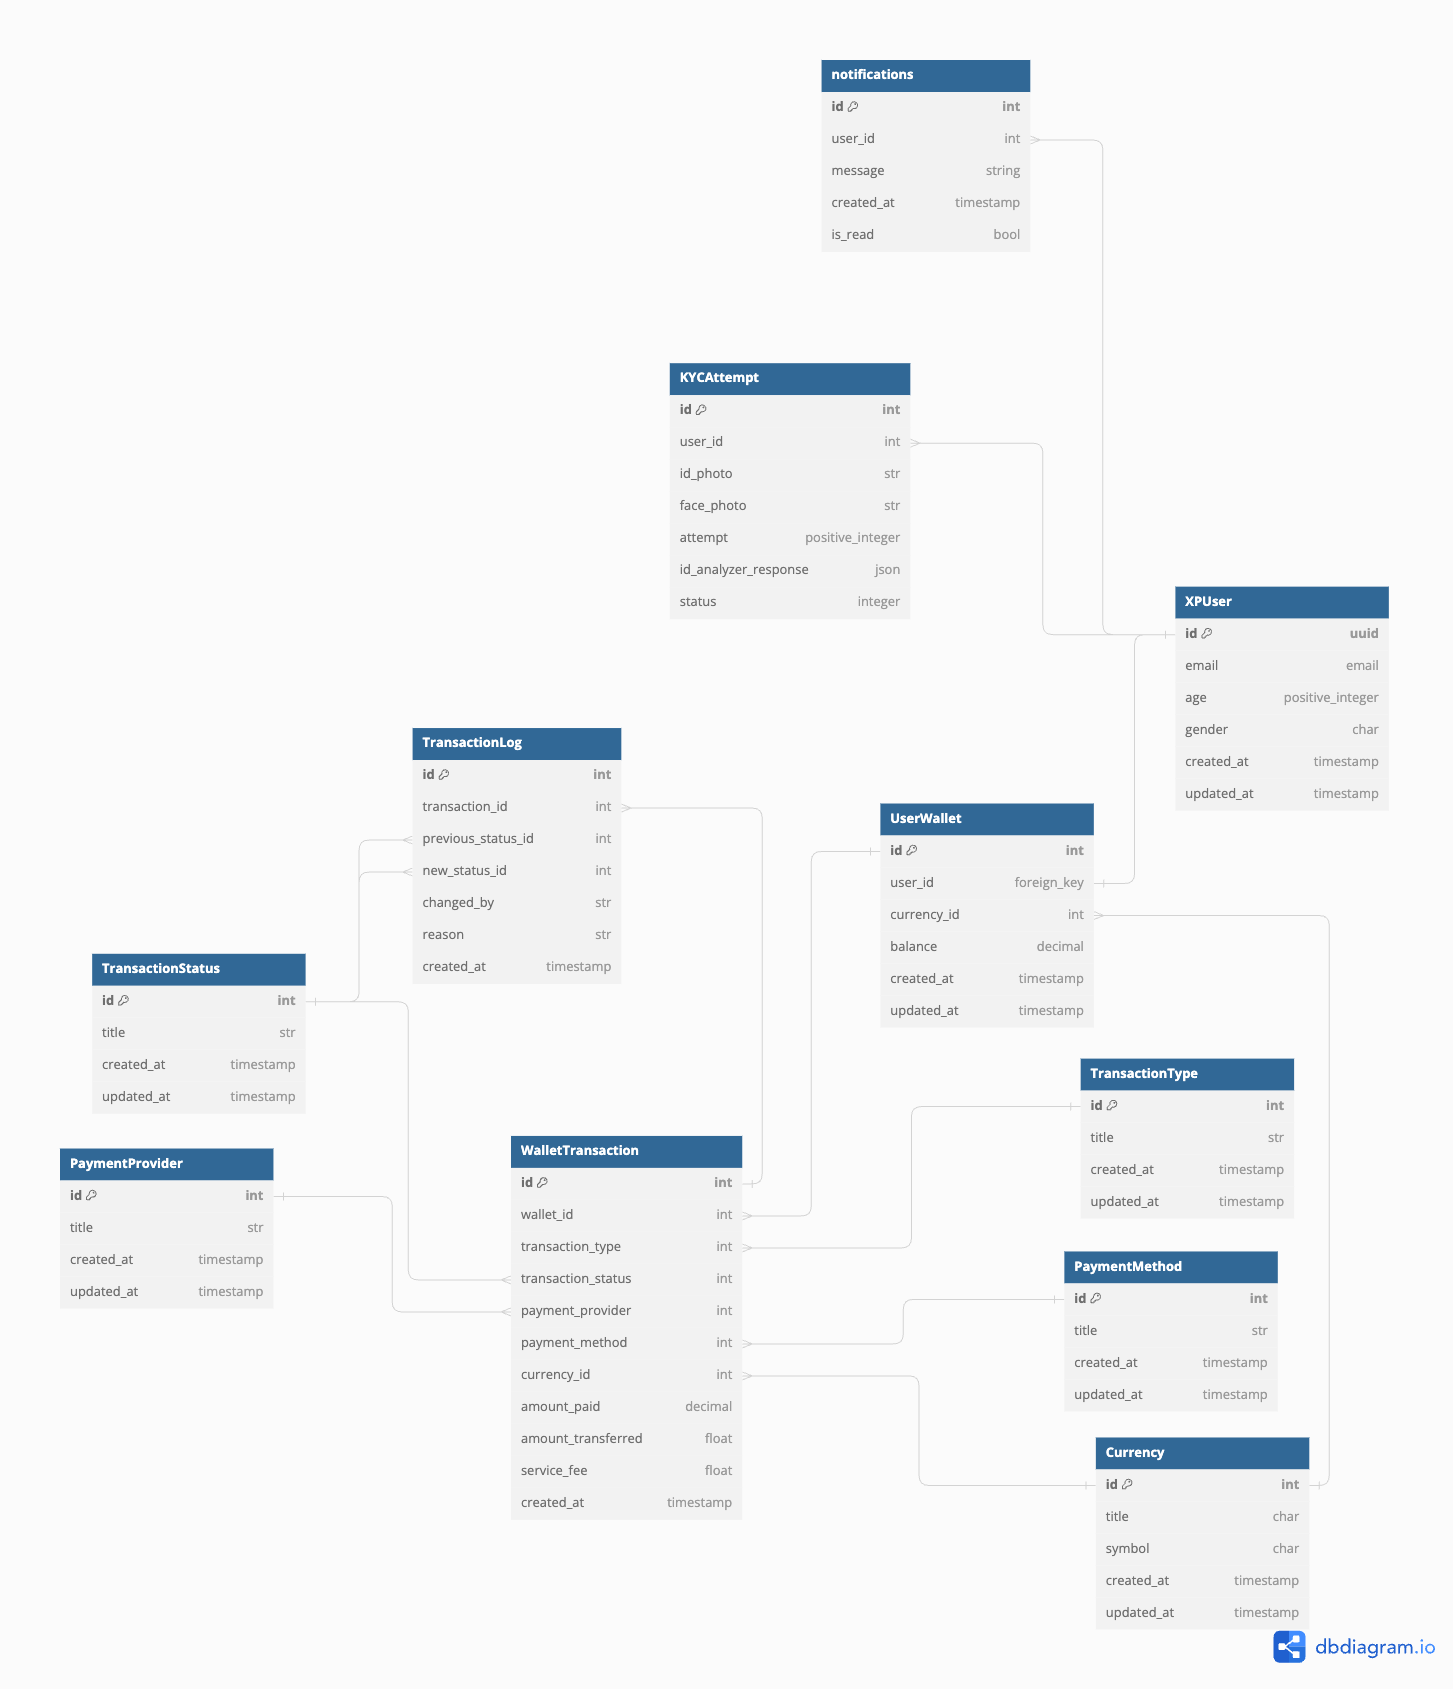 notifications
id int
user_id int
message string
created_at timestamp
is_read bool
KYCAttempt
id int
user_id int
id_photo str
face_photo str
attempt positive_integer
id_analyzer_response json
status integer
XPUser
id uuid
email email
age positive_integer
gender char
created_at timestamp
updated_at timestamp
TransactionLog
id int
transaction_id int
previous_status_id int
new_status_id int
changed_by str
reason str
created_at timestamp
UserWallet
id int
user_id foreign_key
currency_id int
balance decimal
created_at timestamp
updated_at timestamp
TransactionStatus
id int
title str
created_at timestamp
updated_at timestamp
TransactionType
id int
title str
created_at timestamp
updated_at timestamp
PaymentProvider
id int
title str
created_at timestamp
updated_at timestamp
WalletTransaction
id int
wallet_id int
transaction_type int
transaction_status int
payment_provider int
payment_method int
currency_id int
amount_paid decimal
amount_transferred float
service_fee float
created_at timestamp
PaymentMethod
id int
title str
created_at timestamp
updated_at timestamp
Currency
id int
title char
symbol char
created_at timestamp
updated_at timestamp
dbdiagram.io